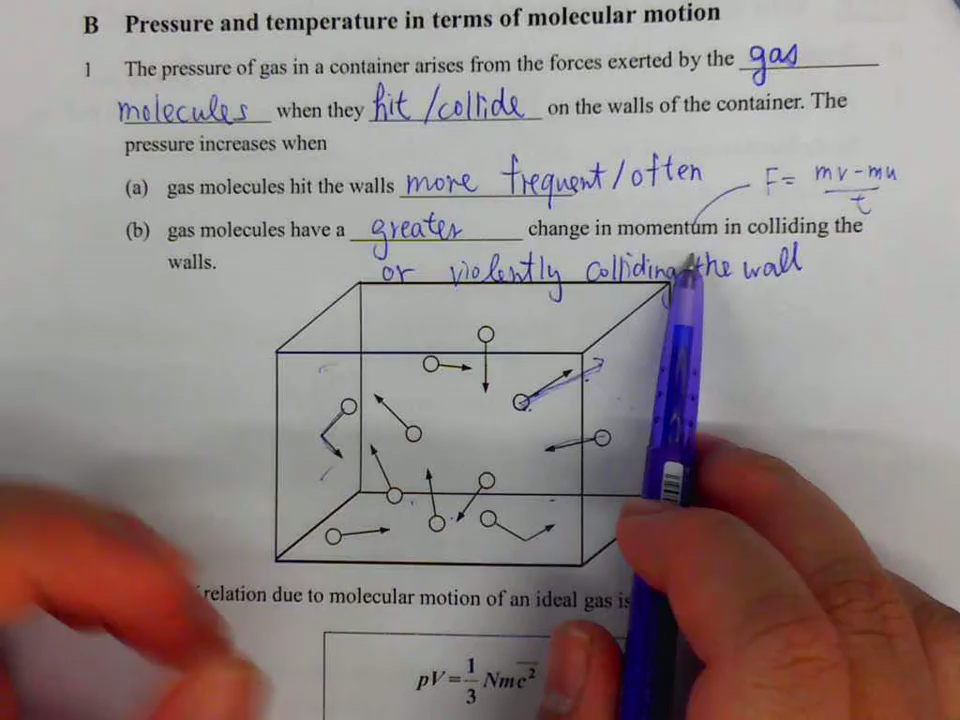 B Pressure and temperature in terms of molecular motion
1 The pressure of gas in a container arises from the forces exerted by the gas
molecules when they hit /collide on the walls of the container. The
pressure increases when
(a) gas molecules hit the walls more frequent/often
F= mv-mu / t
(b) gas molecules have a greater change in momentum in colliding the
walls.
or violently colliding the wall
relation due to molecular motion of an ideal gas is
pV = 1/3 Nmc̅²